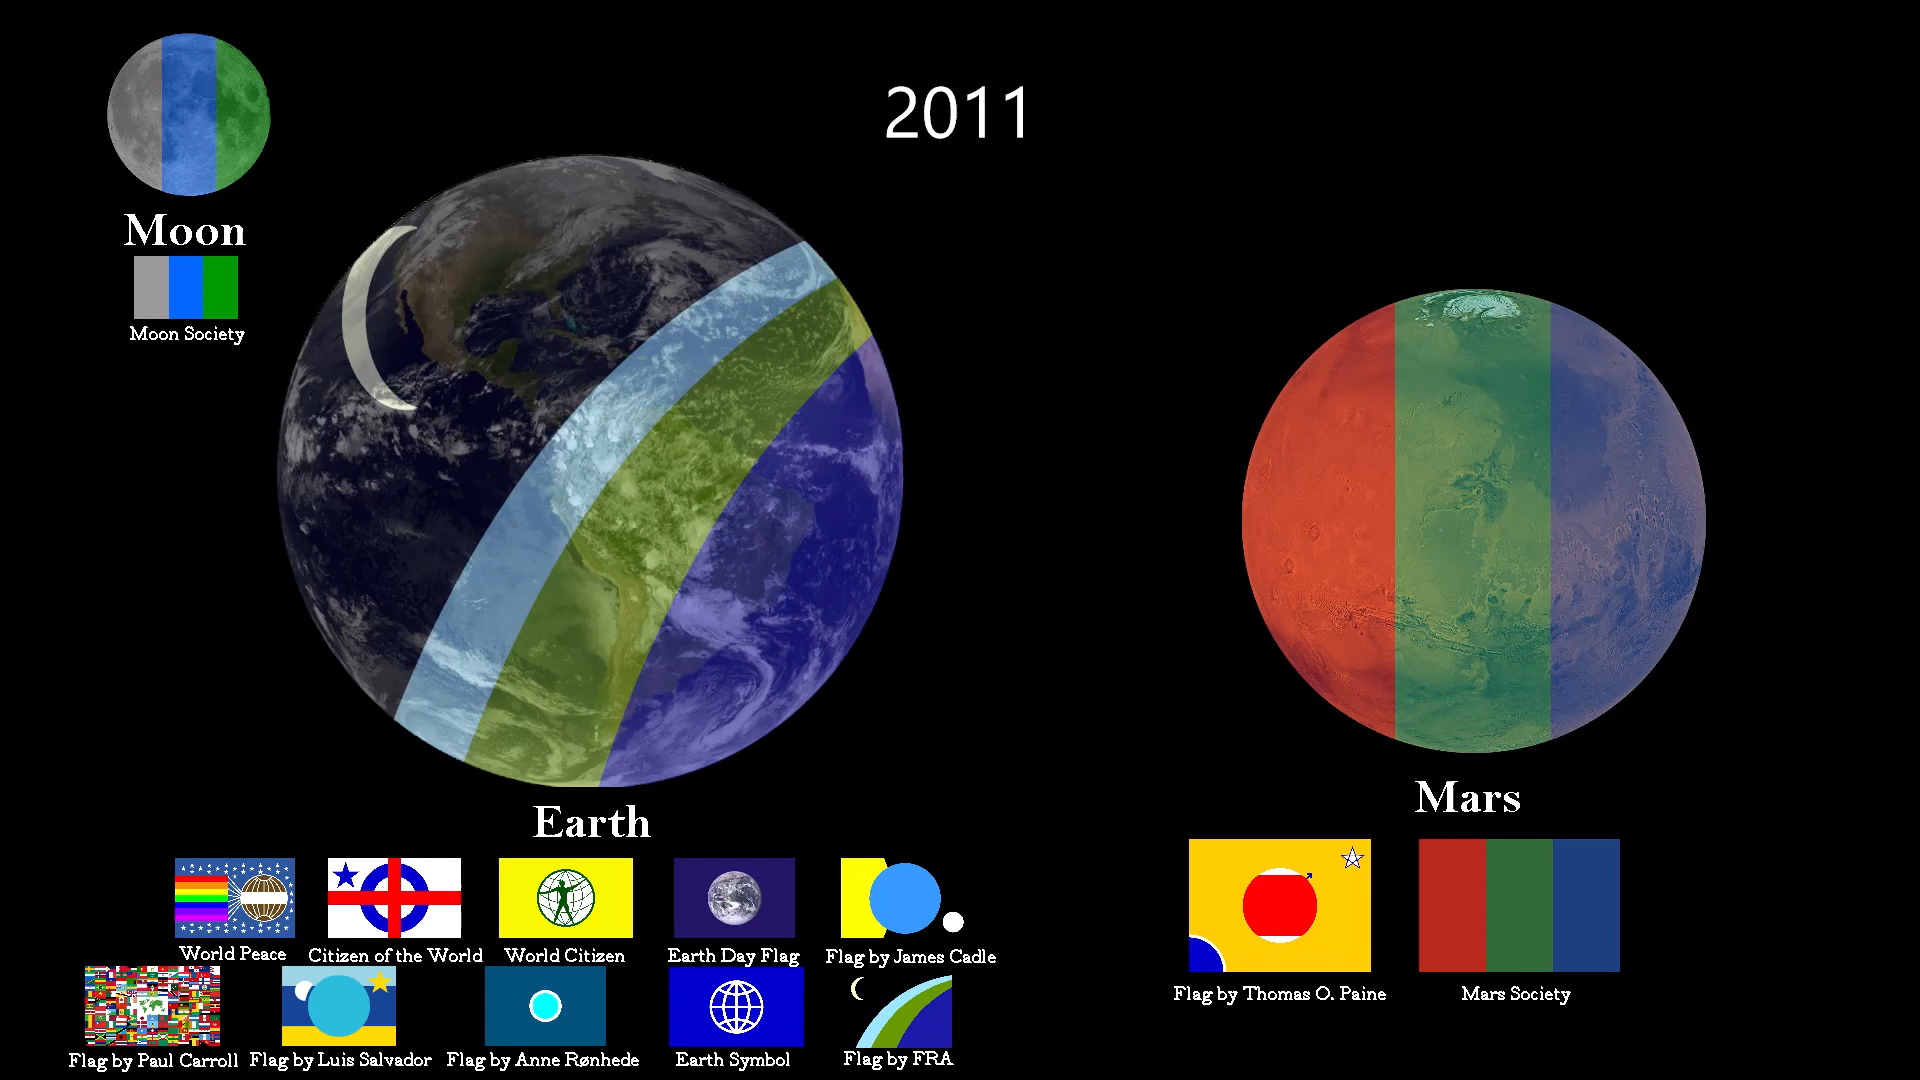 2011
Moon
Moon Society
Earth
World Peace
Citizen of the World
World Citizen
Earth Day Flag
Flag by James Cadle
Flag by Paul Carroll
Flag by Luis Salvador
Flag by Anne Rønhede
Earth Symbol
Flag by FRA
Mars
Flag by Thomas O. Paine
Mars Society